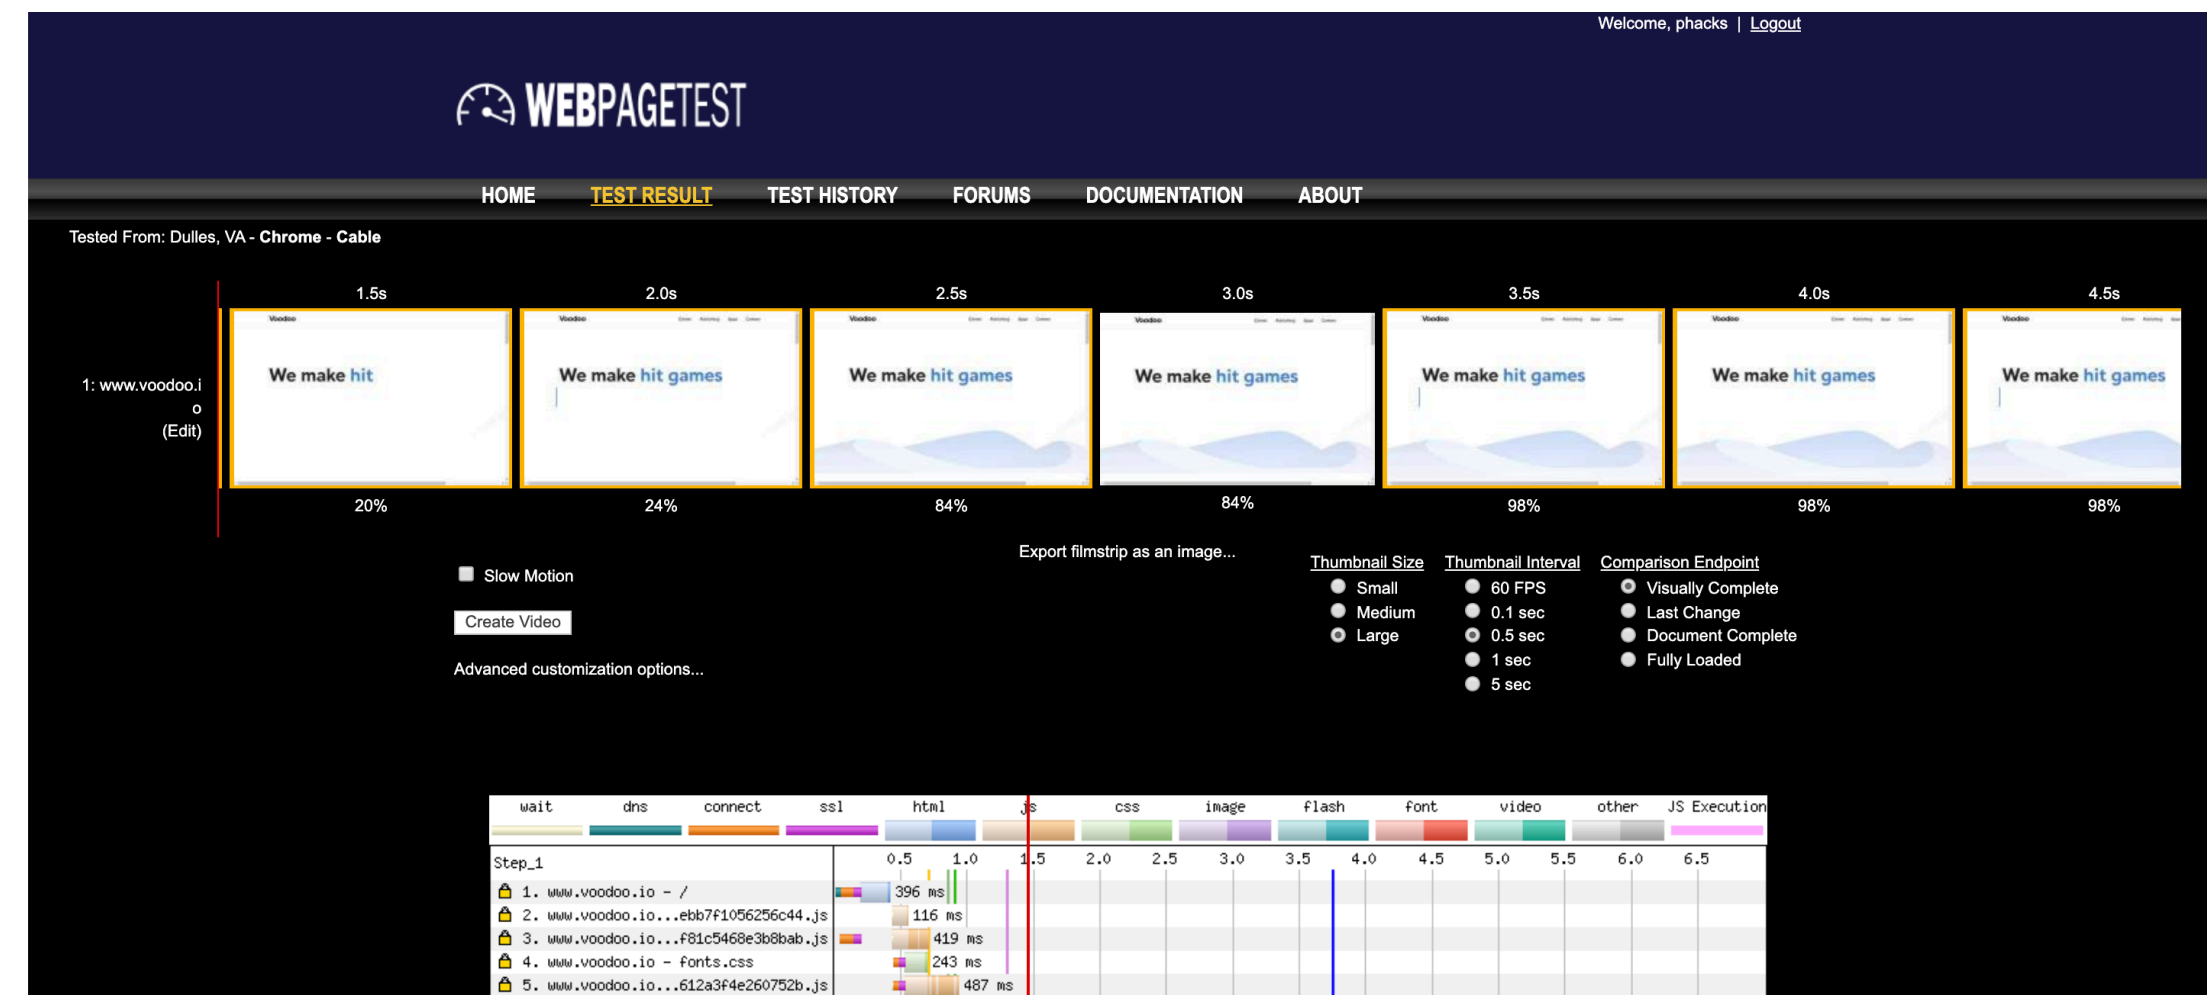 Welcome, phacks | Logout
WEBPAGETEST
HOME TEST RESULT TEST HISTORY FORUMS DOCUMENTATION ABOUT
Tested From: Dulles, VA - Chrome - Cable
1.5s 2.0s 2.5s 3.0s 3.5s 4.0s 4.5s
Voodoo Voodoo Voodoo Voodoo Voodoo Voodoo Voodoo
We make hit We make hit games We make hit games We make hit games We make hit games We make hit games We make hit games
1: www.voodoo.i
o
(Edit)
20% 24% 84% 84% 98% 98% 98%
Export filmstrip as an image...
Slow Motion
Create Video
Advanced customization options...
Thumbnail Size
Small
Medium
Large
Thumbnail Interval
60 FPS
0.1 sec
0.5 sec
1 sec
5 sec
Comparison Endpoint
Visually Complete
Last Change
Document Complete
Fully Loaded
wait dns connect ssl html js css image flash font video other JS Execution
Step_1 0.5 1.0 1.5 2.0 2.5 3.0 3.5 4.0 4.5 5.0 5.5 6.0 6.5
1. www.voodoo.io - / 396 ms
2. www.voodoo.io...ebb7f1056256c44.js 116 ms
3. www.voodoo.io...f81c5468e3b8bab.js 419 ms
4. www.voodoo.io - fonts.css 243 ms
5. www.voodoo.io...612a3f4e260752b.js 487 ms